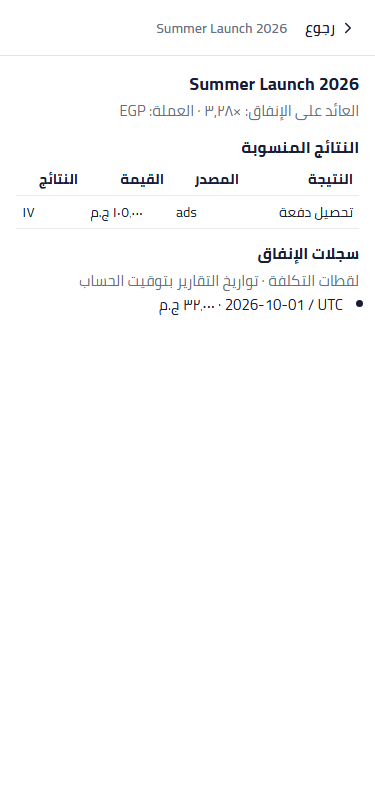 رجوع Summer Launch 2026
Summer Launch 2026
العائد على الإنفاق: ×٣٫٢٨ · العملة: EGP
النتائج المنسوبة
النتيجة المصدر القيمة النتائج
تحصيل دفعة ads ١٠٥٬٠٠٠ ج.م ١٧
سجلات الإنفاق
لقطات التكلفة · تواريخ التقارير بتوقيت الحساب
2026-10-01 / UTC · ٣٢٬٠٠٠ ج.م